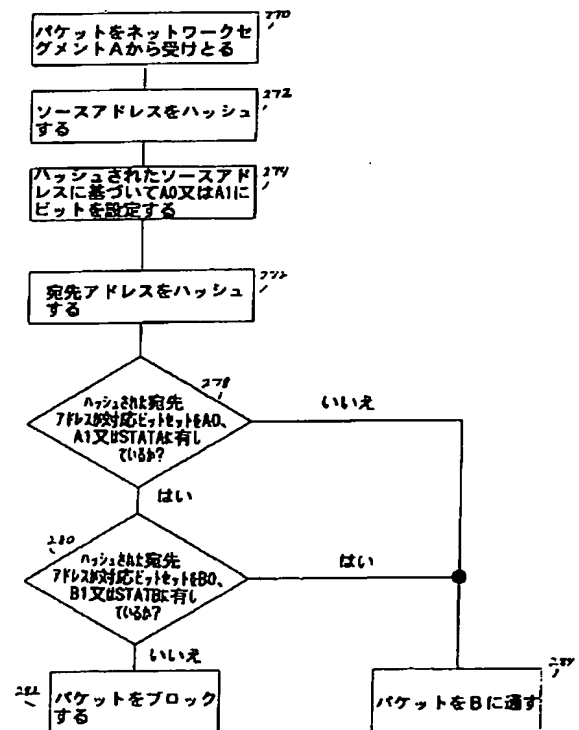 270
パケットをネットワークセ
グメントAから受けとる
272
ソースアドレスをハッシュ
する
274
ハッシュされたソースアド
レスに基づいてA0又はA1に
ビットを設定する
宛先アドレスをハッシュ
する
278
ハッシュされた宛先
アドレスが対応ビットセットをA0、
A1又はSTATAに有し
ているか?
いいえ
はい
280
ハッシュされた宛先
アドレスが対応ビットセットをB0、
B1又はSTATBに有し
ているか?
はい
いいえ
282
パケットをブロック
する
284
パケットをBに通す